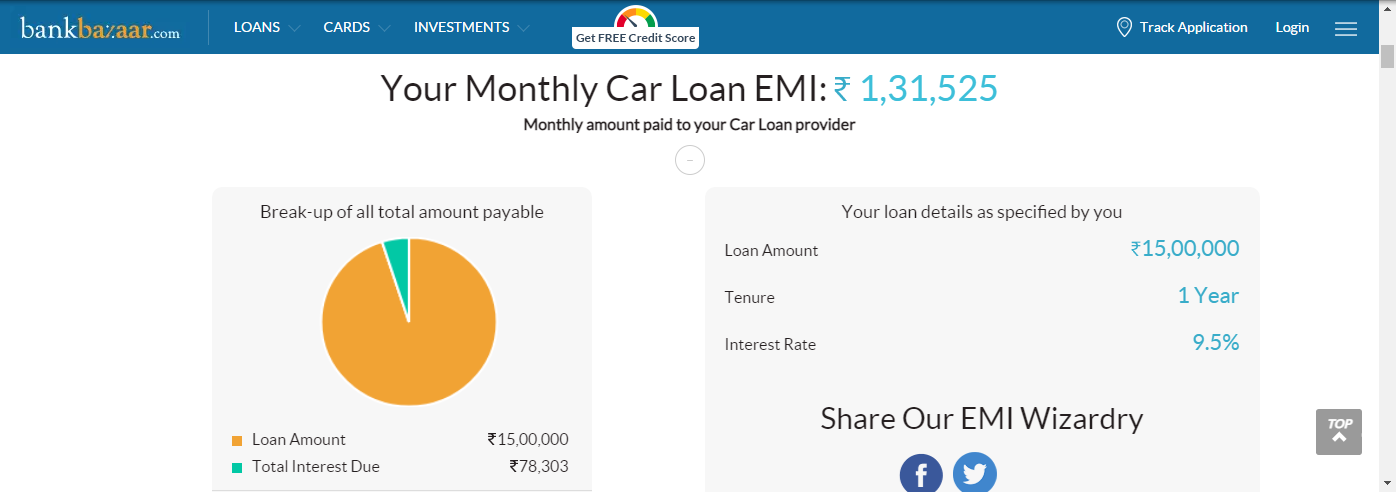 bankbazaar.com
LOANS
CARDS
INVESTMENTS
Get FREE Credit Score
Track Application
Login
Your Monthly Car Loan EMI: ₹ 1,31,525
Monthly amount paid to your Car Loan provider
Break-up of all total amount payable
Loan Amount ₹15,00,000
Total Interest Due ₹78,303
Your loan details as specified by you
Loan Amount ₹15,00,000
Tenure 1 Year
Interest Rate 9.5%
Share Our EMI Wizardry
TOP